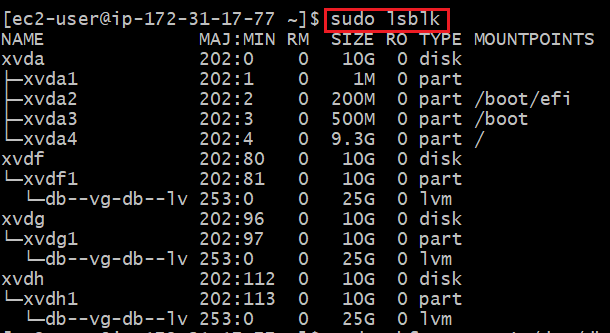 [ec2-user@ip-172-31-17-77 ~]$ sudo lsblk
NAME MAJ:MIN RM SIZE RO TYPE MOUNTPOINTS
xvda 202:0 0 10G 0 disk
├─xvda1 202:1 0 1M 0 part
├─xvda2 202:2 0 200M 0 part /boot/efi
├─xvda3 202:3 0 500M 0 part /boot
└─xvda4 202:4 0 9.3G 0 part /
xvdf 202:80 0 10G 0 disk
└─xvdf1 202:81 0 10G 0 part
└─db--vg-db--lv 253:0 0 25G 0 lvm
xvdg 202:96 0 10G 0 disk
└─xvdg1 202:97 0 10G 0 part
└─db--vg-db--lv 253:0 0 25G 0 lvm
xvdh 202:112 0 10G 0 disk
└─xvdh1 202:113 0 10G 0 part
└─db--vg-db--lv 253:0 0 25G 0 lvm